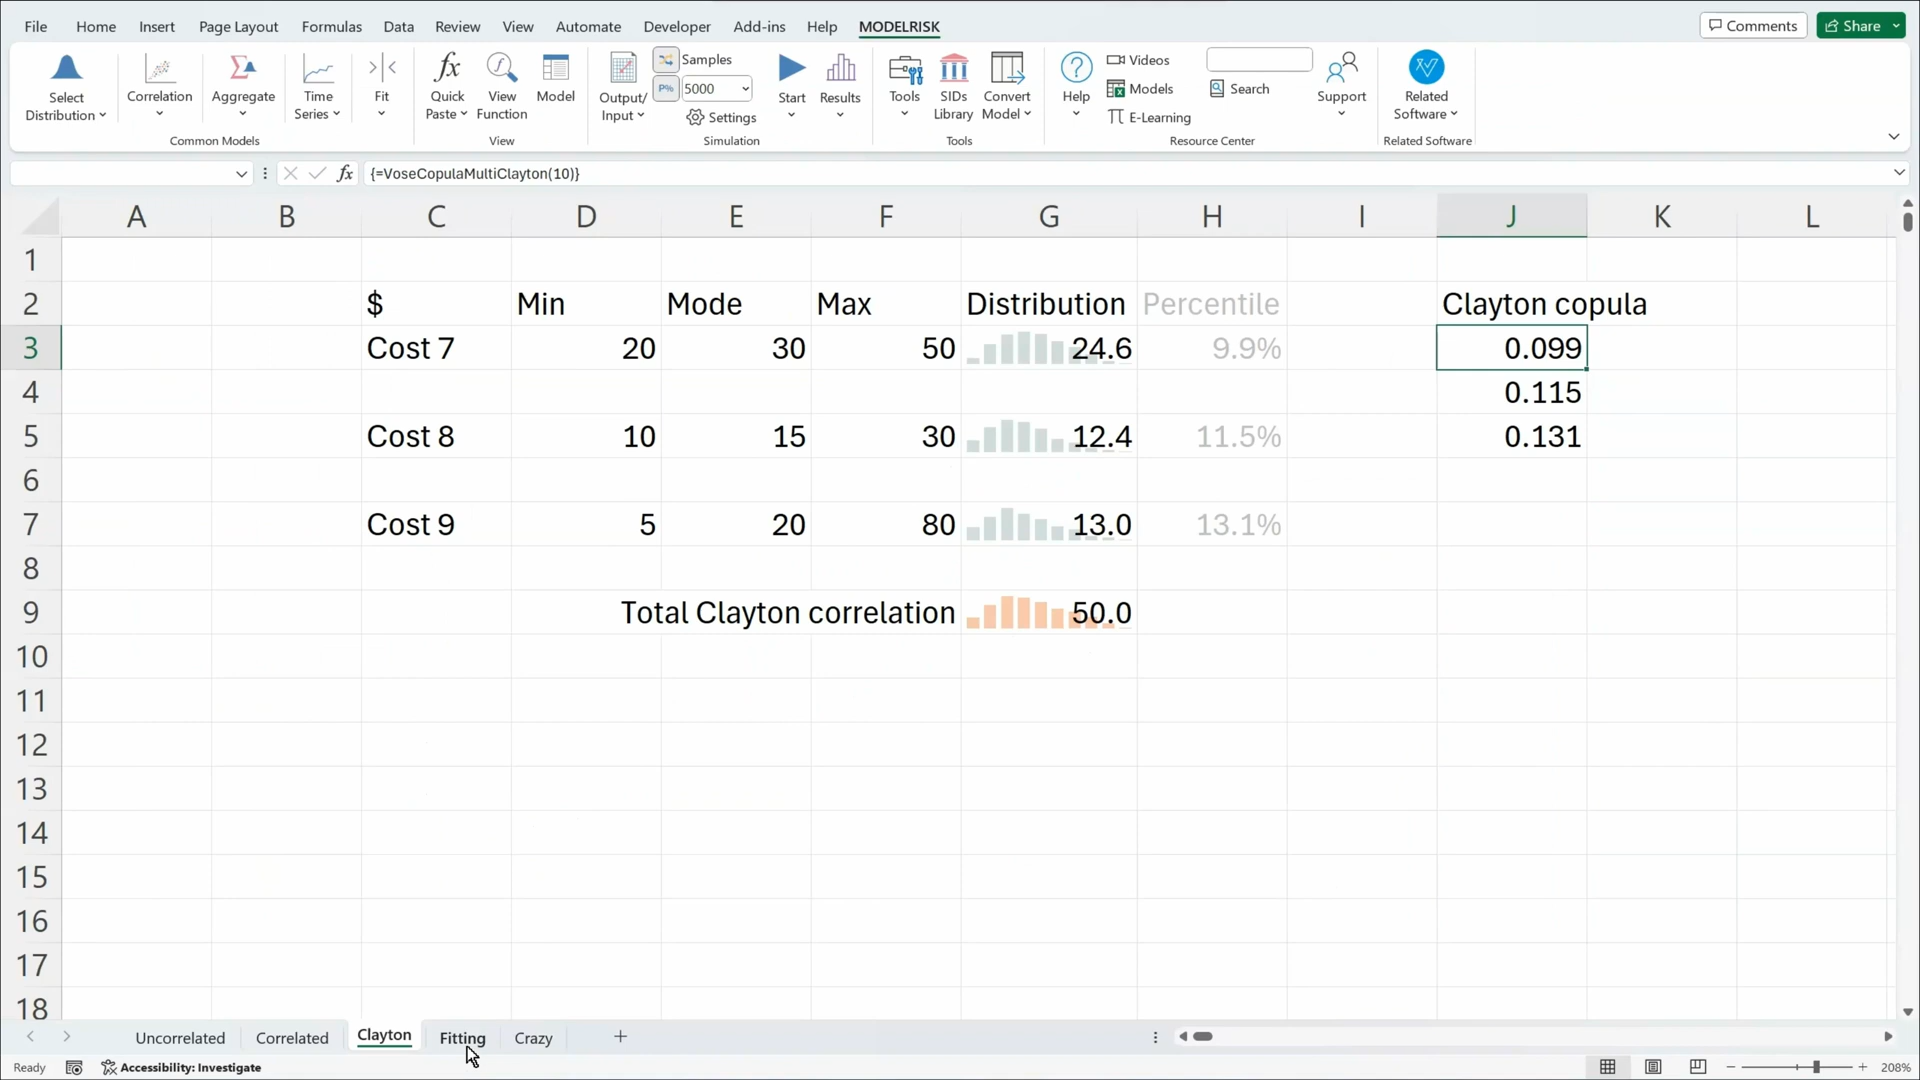 File Home Insert Page Layout Formulas Data Review View Automate Developer Add-ins Help MODELRISK Comments Share
Select Distribution
Correlation
Aggregate
Time Series
Fit
Common Models
Quick Paste
View Function
Model
View
Output/ Input
Samples
P%
5000
Settings
Start
Results
Simulation
Tools
SIDs Library
Convert Model
Tools
Help
Videos
Models
E-Learning
Search
Support
Resource Center
Related Software
Related Software
fx {=VoseCopulaMultiClayton(10)}
A B C D E F G H I J K L
1
2 $ Min Mode Max Distribution Percentile Clayton copula
3 Cost 7 20 30 50 24.6 9.9% 0.099
4 0.115
5 Cost 8 10 15 30 12.4 11.5% 0.131
6
7 Cost 9 5 20 80 13.0 13.1%
8
9 Total Clayton correlation 50.0
10
11
12
13
14
15
16
17
18
Uncorrelated Correlated Clayton Fitting Crazy +
Ready Accessibility: Investigate 208%